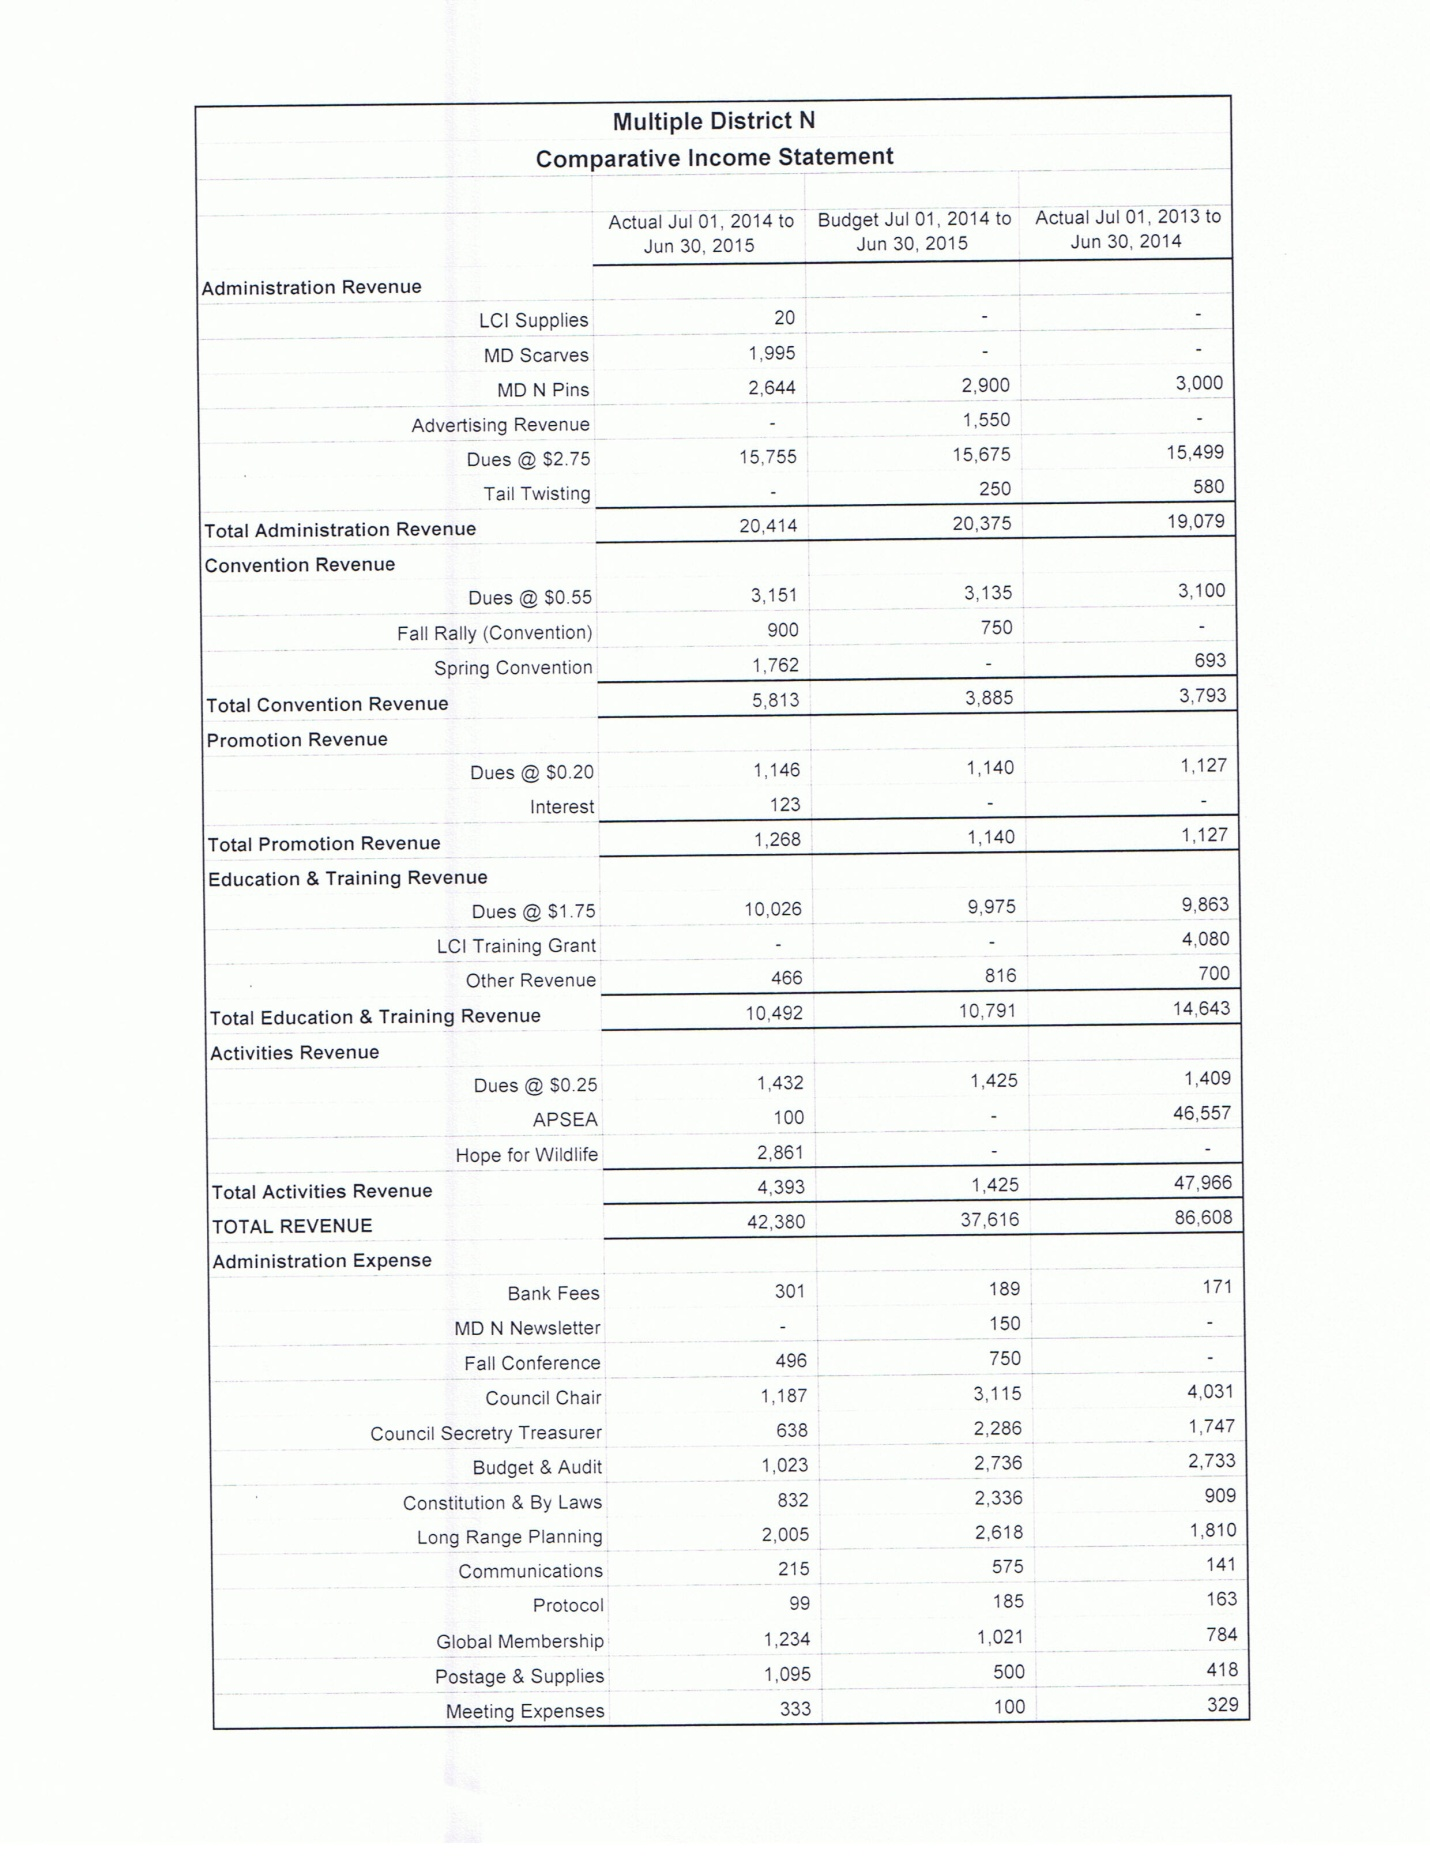 Multiple District N
Comparative Income Statement
Actual Jul 01, 2014 to Jun 30, 2015 Budget Jul 01, 2014 to Jun 30, 2015 Actual Jul 01, 2013 to Jun 30, 2014
Administration Revenue
LCI Supplies 20 - -
MD Scarves 1,995 - -
MD N Pins 2,644 2,900 3,000
Advertising Revenue - 1,550 -
Dues @ $2.75 15,755 15,675 15,499
Tail Twisting - 250 580
Total Administration Revenue 20,414 20,375 19,079
Convention Revenue
Dues @ $0.55 3,151 3,135 3,100
Fall Rally (Convention) 900 750 -
Spring Convention 1,762 - 693
Total Convention Revenue 5,813 3,885 3,793
Promotion Revenue
Dues @ $0.20 1,146 1,140 1,127
Interest 123 - -
Total Promotion Revenue 1,268 1,140 1,127
Education & Training Revenue
Dues @ $1.75 10,026 9,975 9,863
LCI Training Grant - - 4,080
Other Revenue 466 816 700
Total Education & Training Revenue 10,492 10,791 14,643
Activities Revenue
Dues @ $0.25 1,432 1,425 1,409
APSEA 100 - 46,557
Hope for Wildlife 2,861 - -
Total Activities Revenue 4,393 1,425 47,966
TOTAL REVENUE 42,380 37,616 86,608
Administration Expense
Bank Fees 301 189 171
MD N Newsletter - 150 -
Fall Conference 496 750 -
Council Chair 1,187 3,115 4,031
Council Secretry Treasurer 638 2,286 1,747
Budget & Audit 1,023 2,736 2,733
Constitution & By Laws 832 2,336 909
Long Range Planning 2,005 2,618 1,810
Communications 215 575 141
Protocol 99 185 163
Global Membership 1,234 1,021 784
Postage & Supplies 1,095 500 418
Meeting Expenses 333 100 329